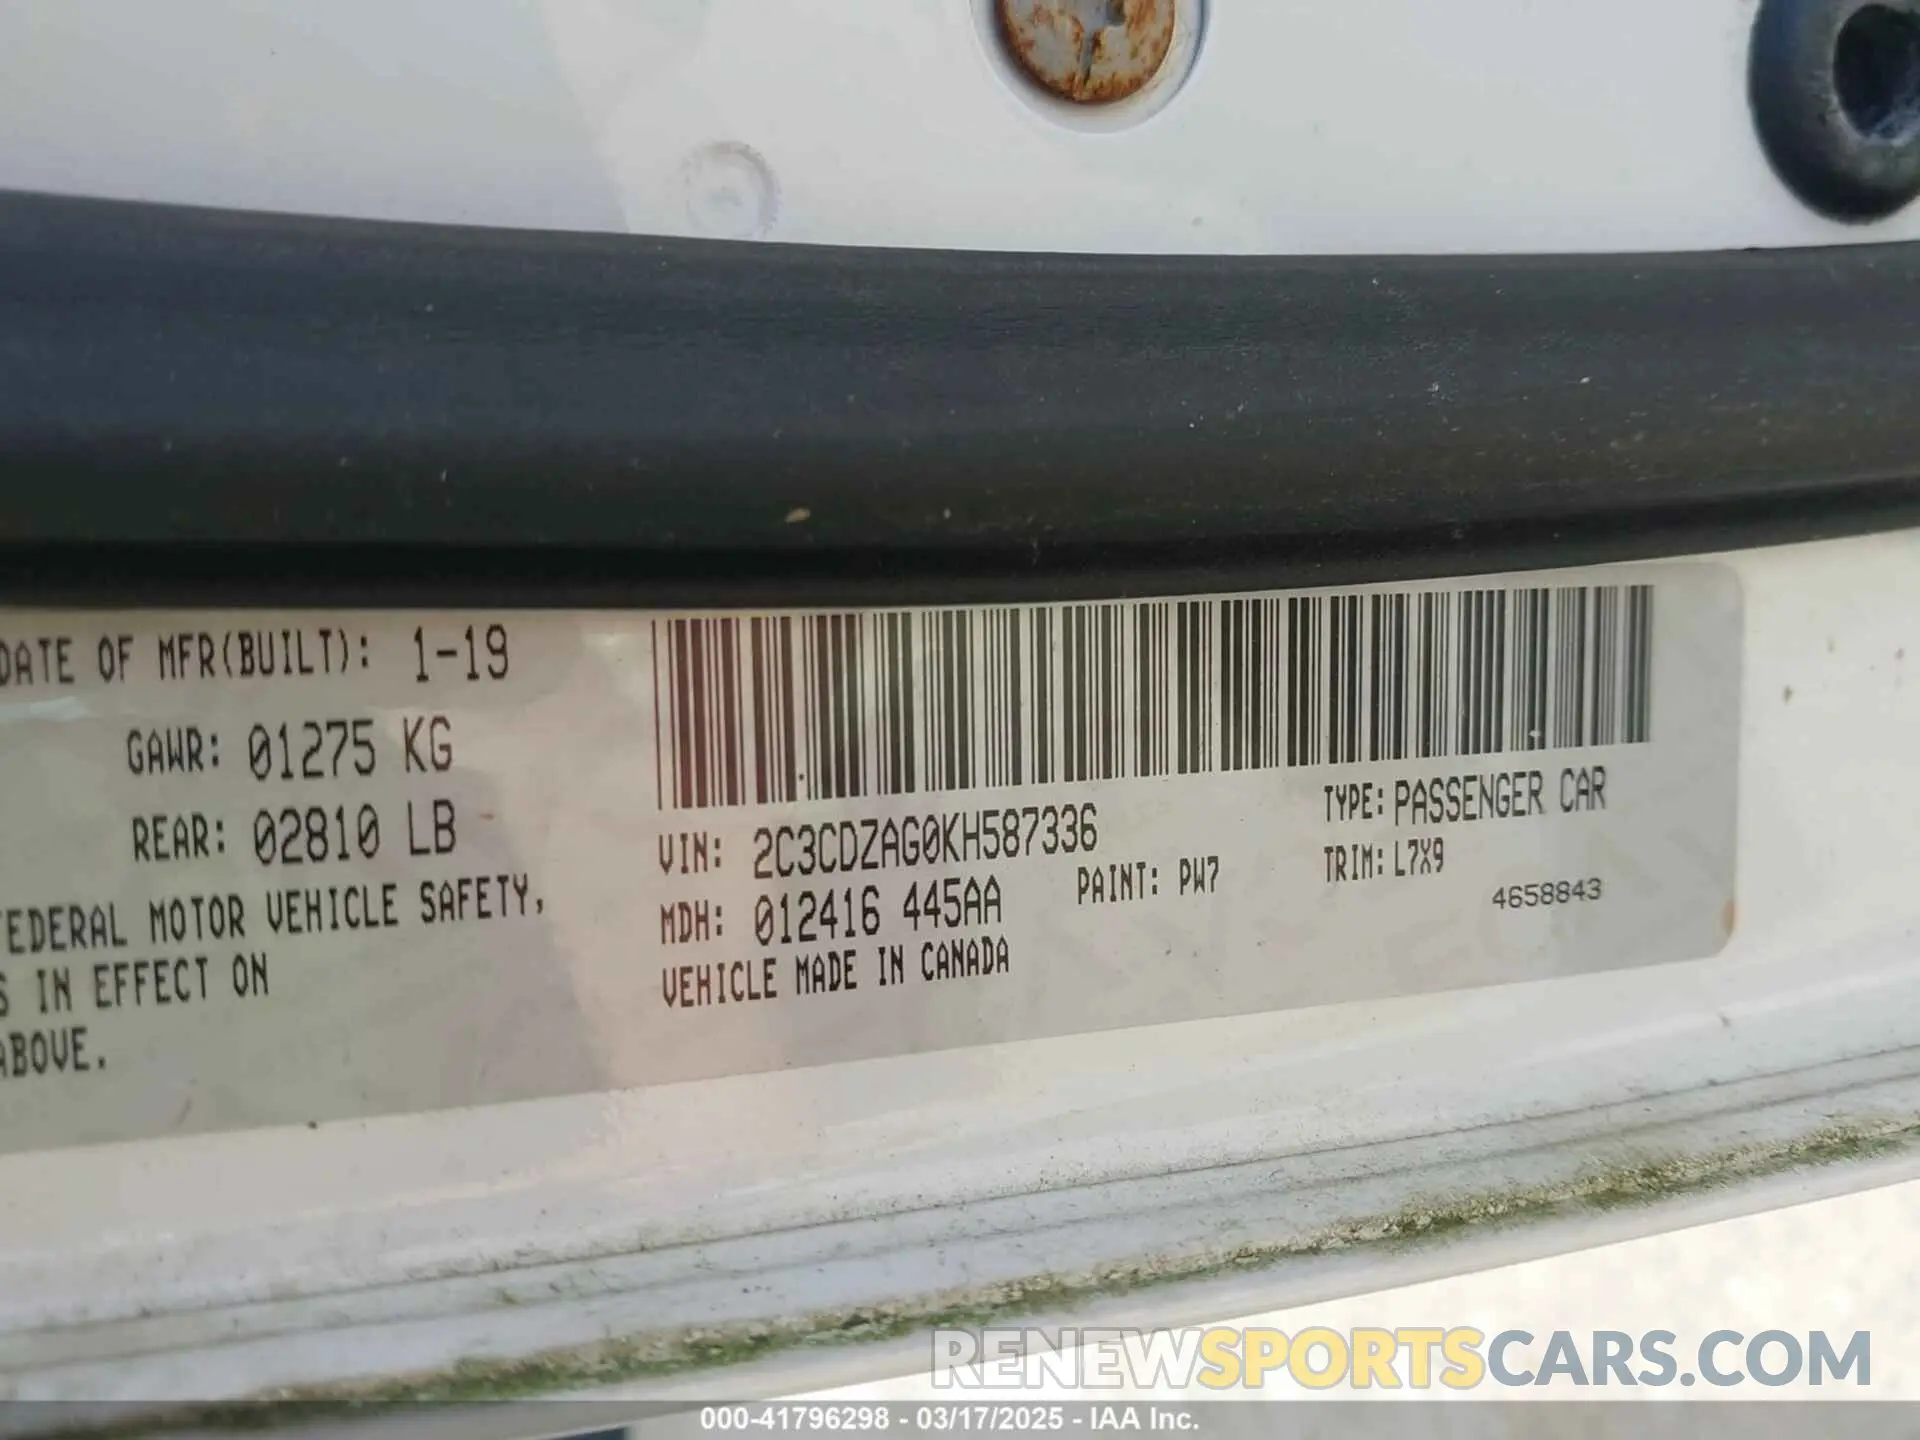 DATE OF MFR(BUILT): 1-19
GAWR: 01275 KG
REAR: 02810 LB
FEDERAL MOTOR VEHICLE SAFETY,
S IN EFFECT ON
ABOVE.
VIN: 2C3CDZAG0KH587336
MDH: 012416 445AA
VEHICLE MADE IN CANADA
PAINT: PW7
TYPE: PASSENGER CAR
TRIM: L7X9
4658843
RENEWSPORTSCARS.COM
000-41796298 - 03/17/2025 - IAA Inc.